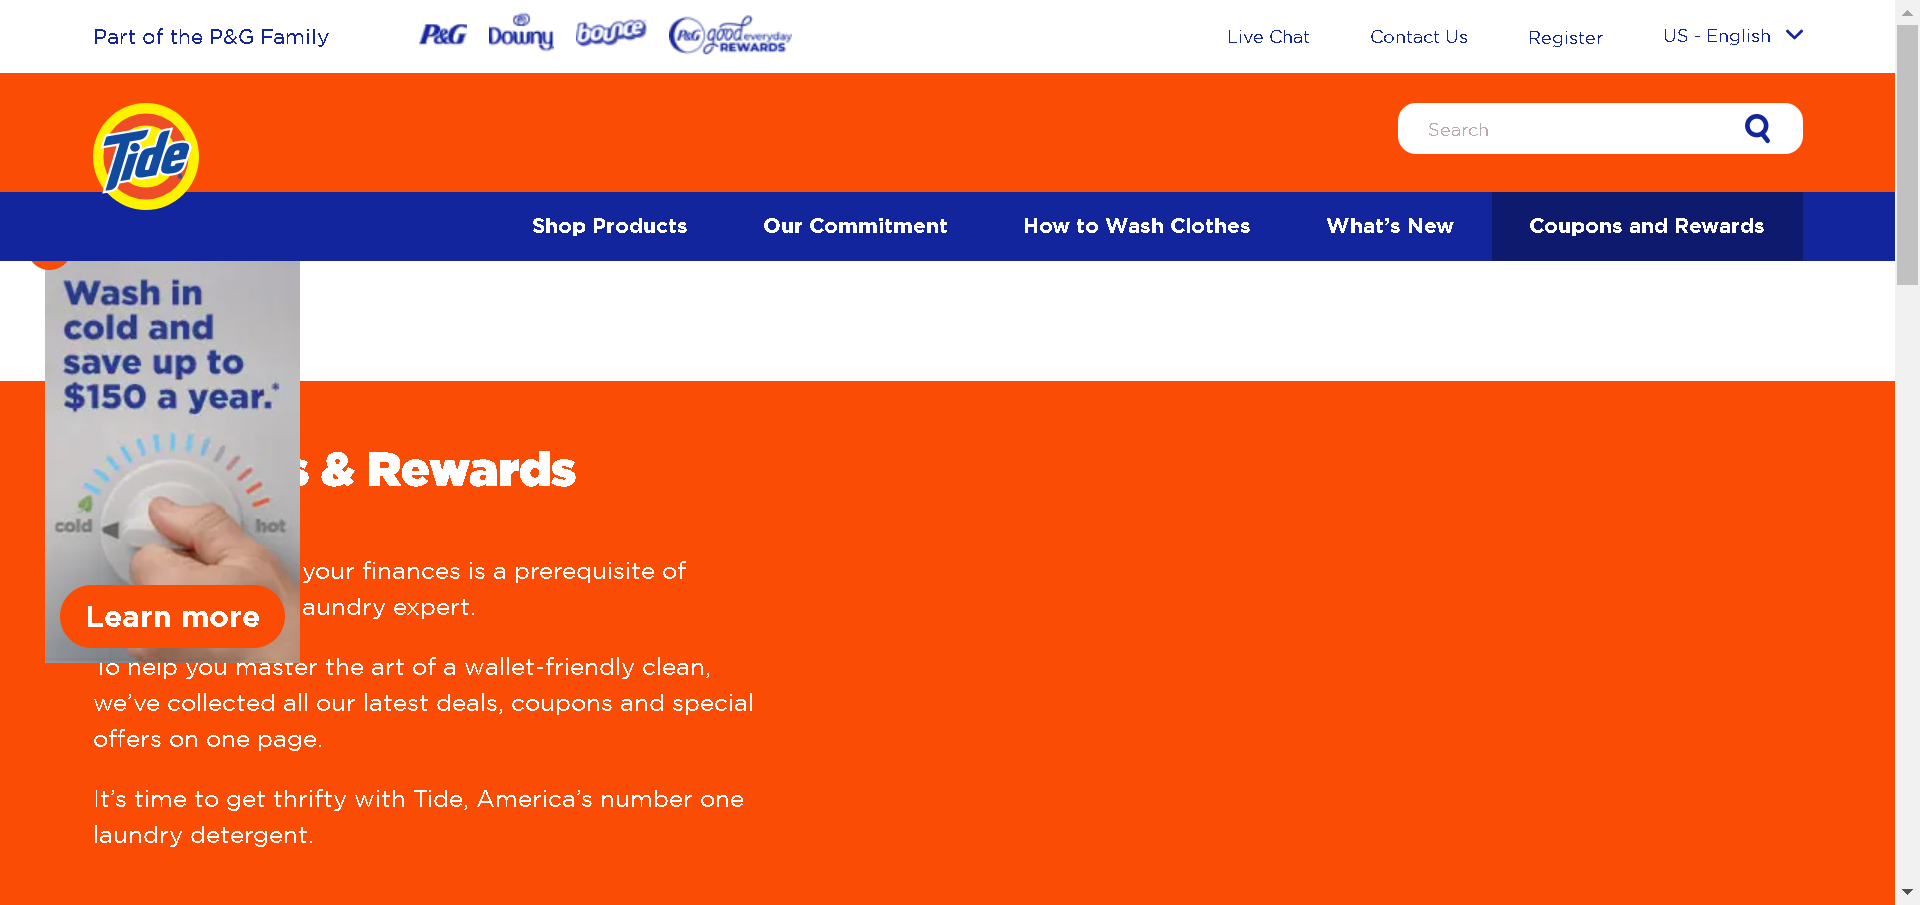 Part of the P&G Family
P&G
Downy
bounce
P&G good everyday
REWARDS
Live Chat
Contact Us
Register
US - English
Tide
Search
Shop Products
Our Commitment
How to Wash Clothes
What’s New
Coupons and Rewards
Wash in
cold and
save up to
$150 a year.*
cold
hot
Learn more
& Rewards
your finances is a prerequisite of
laundry expert.
To help you master the art of a wallet-friendly clean,
we’ve collected all our latest deals, coupons and special
offers on one page.
It’s time to get thrifty with Tide, America’s number one
laundry detergent.